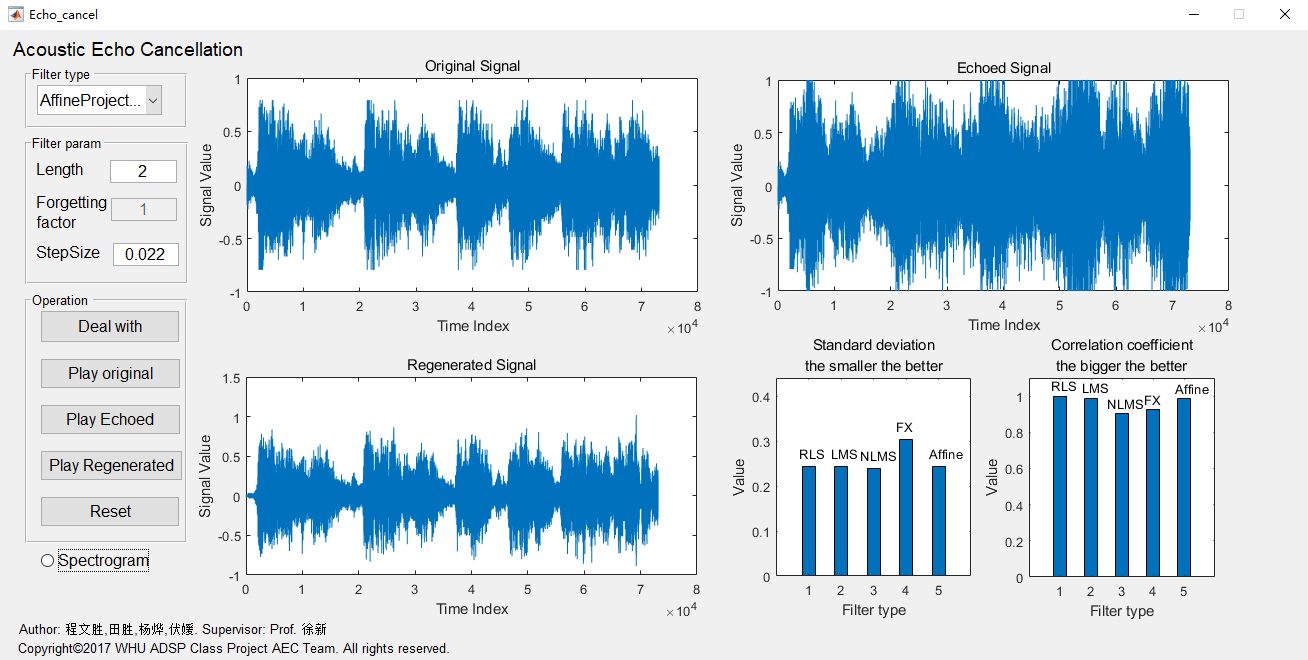 Echo_cancel
Acoustic Echo Cancellation
Filter type
AffineProject...
Filter param
Length 2
Forgetting
factor 1
StepSize 0.022
Operation
Deal with
Play original
Play Echoed
Play Regenerated
Reset
Spectrogram
Original Signal
Signal Value
1
0.5
0
-0.5
-1
0 1 2 3 4 5 6 7 8
Time Index
×10^4
Echoed Signal
Signal Value
1
0.5
0
-0.5
-1
0 1 2 3 4 5 6 7 8
Time Index
×10^4
Regenerated Signal
Signal Value
1.5
1
0.5
0
-0.5
-1
0 1 2 3 4 5 6 7 8
Time Index
×10^4
Standard deviation
the smaller the better
Value
0.4
0.3
0.2
0.1
0
RLS LMS NLMS FX Affine
1 2 3 4 5
Filter type
Correlation coefficient
the bigger the better
Value
1
0.8
0.6
0.4
0.2
0
RLS LMS NLMS FX Affine
1 2 3 4 5
Filter type
Author: 程文胜,田胜,杨烨,伏媛. Supervisor: Prof. 徐新
Copyright©2017 WHU ADSP Class Project AEC Team. All rights reserved.